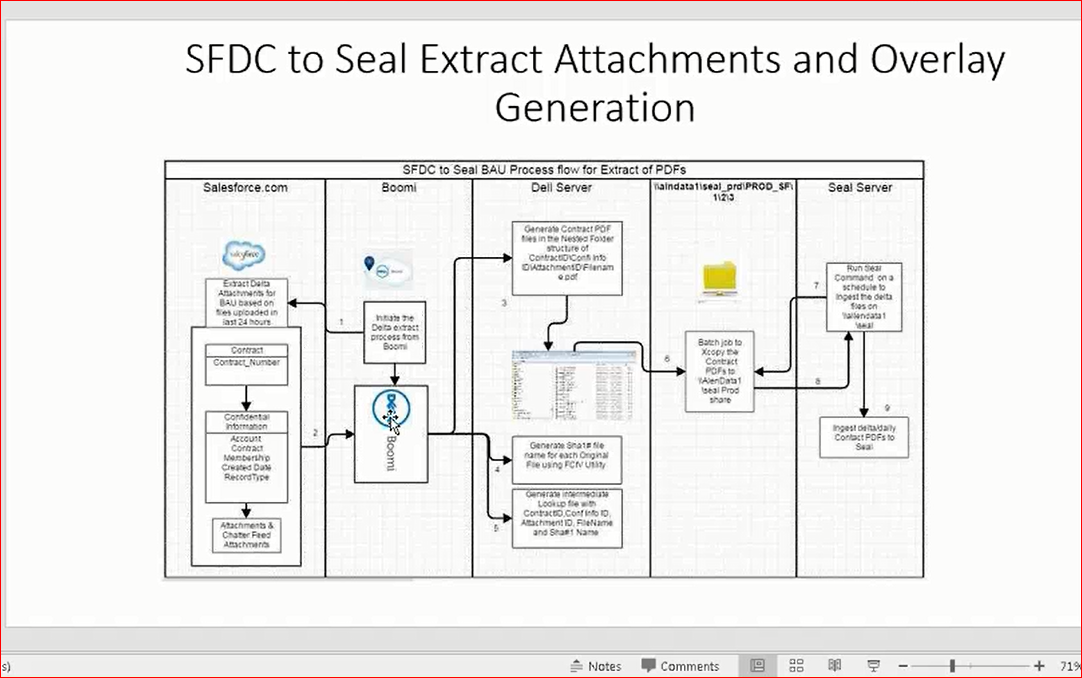 SFDC to Seal Extract Attachments and Overlay
Generation
SFDC to Seal BAU Process flow for Extract of PDFs
Salesforce.com
Boomi
Dell Server
\\alndata1\seal_prd\PROD_SF\
1\2\3
Seal Server
salesforce
Extract Delta
Attachments for
BAU based on
files uploaded in
last 24 hours
Contract
Contract_Number
Confidential
Information
Account
Contract
Membership
Created Date
RecordType
Attachments &
Chatter Feed
Attachments
1
2
Initiate the
Delta extract
process from
Boomi
Boomi
3
4
5
Generate Contract PDF
files in the Nested Folder
structure of
ContractID\Conf Info
ID\AttachmentID\Filenam
e.pdf
Generate Sha1# file
name for each Original
File using FCIV Utility
Generate Intermediate
Lookup file with
ContractID,Conf Info ID,
Attachment ID, FileName
and Sha#1 Name
6
Batch job to
Xcopy the
Contract
PDFs to
\\AlenData1
\seal Prod
share
7
8
Run Seal
Command on a
schedule to
Ingest the delta
files on
\\allendata1
\seal
9
Ingest delta/daily
Contact PDFs to
Seal
s)
Notes
Comments
71%